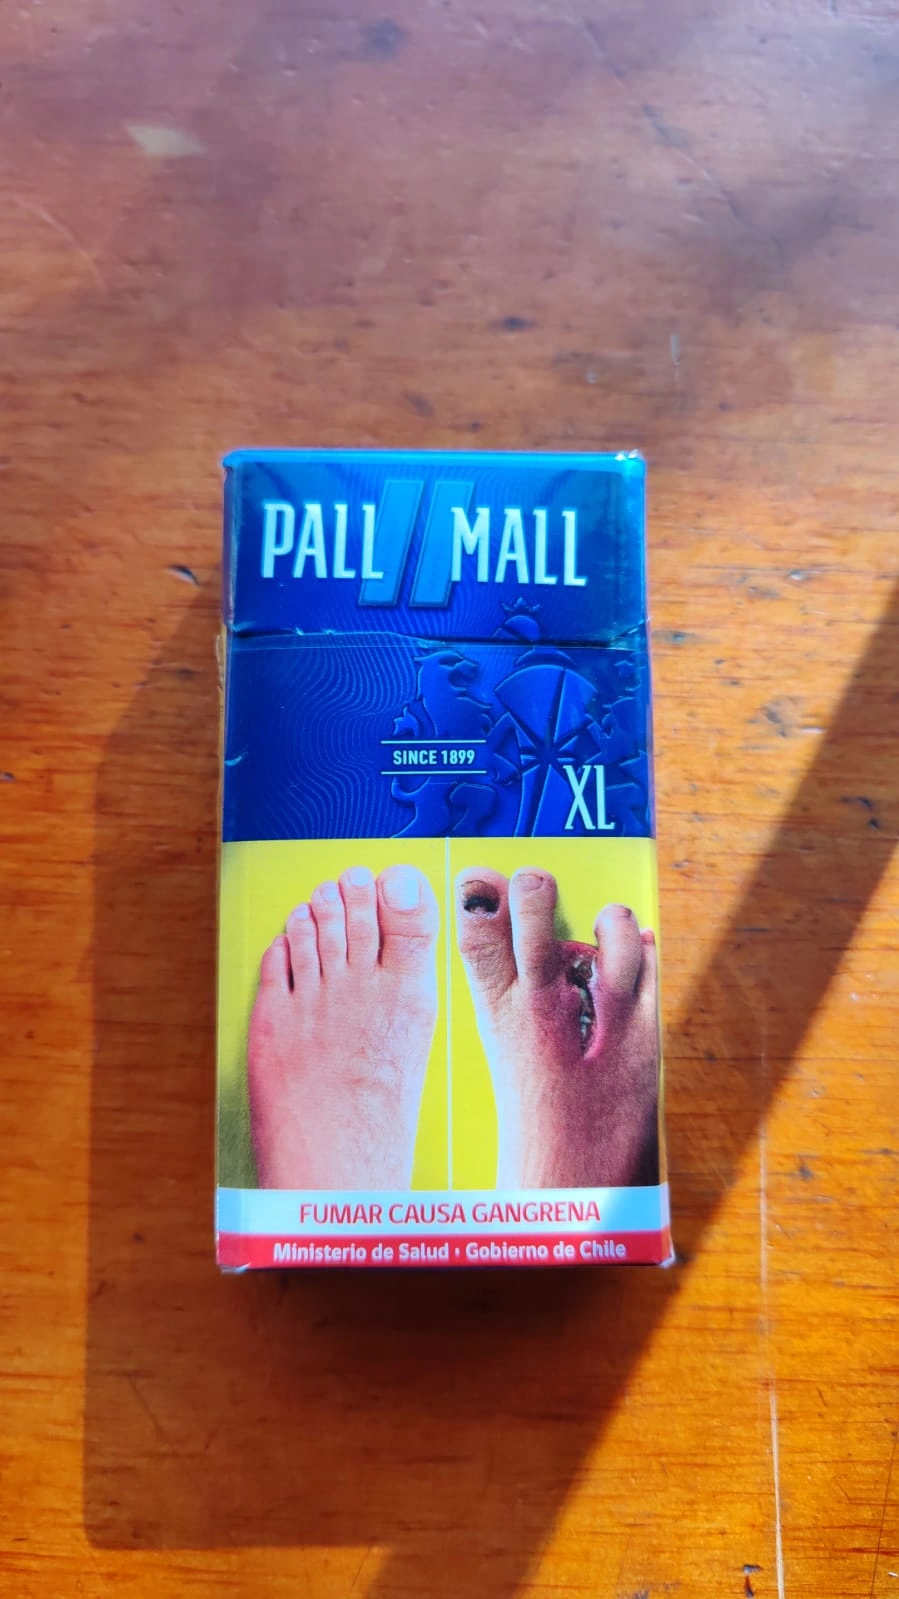 PALL MALL
SINCE 1899
XL
FUMAR CAUSA GANGRENA
Ministerio de Salud • Gobierno de Chile